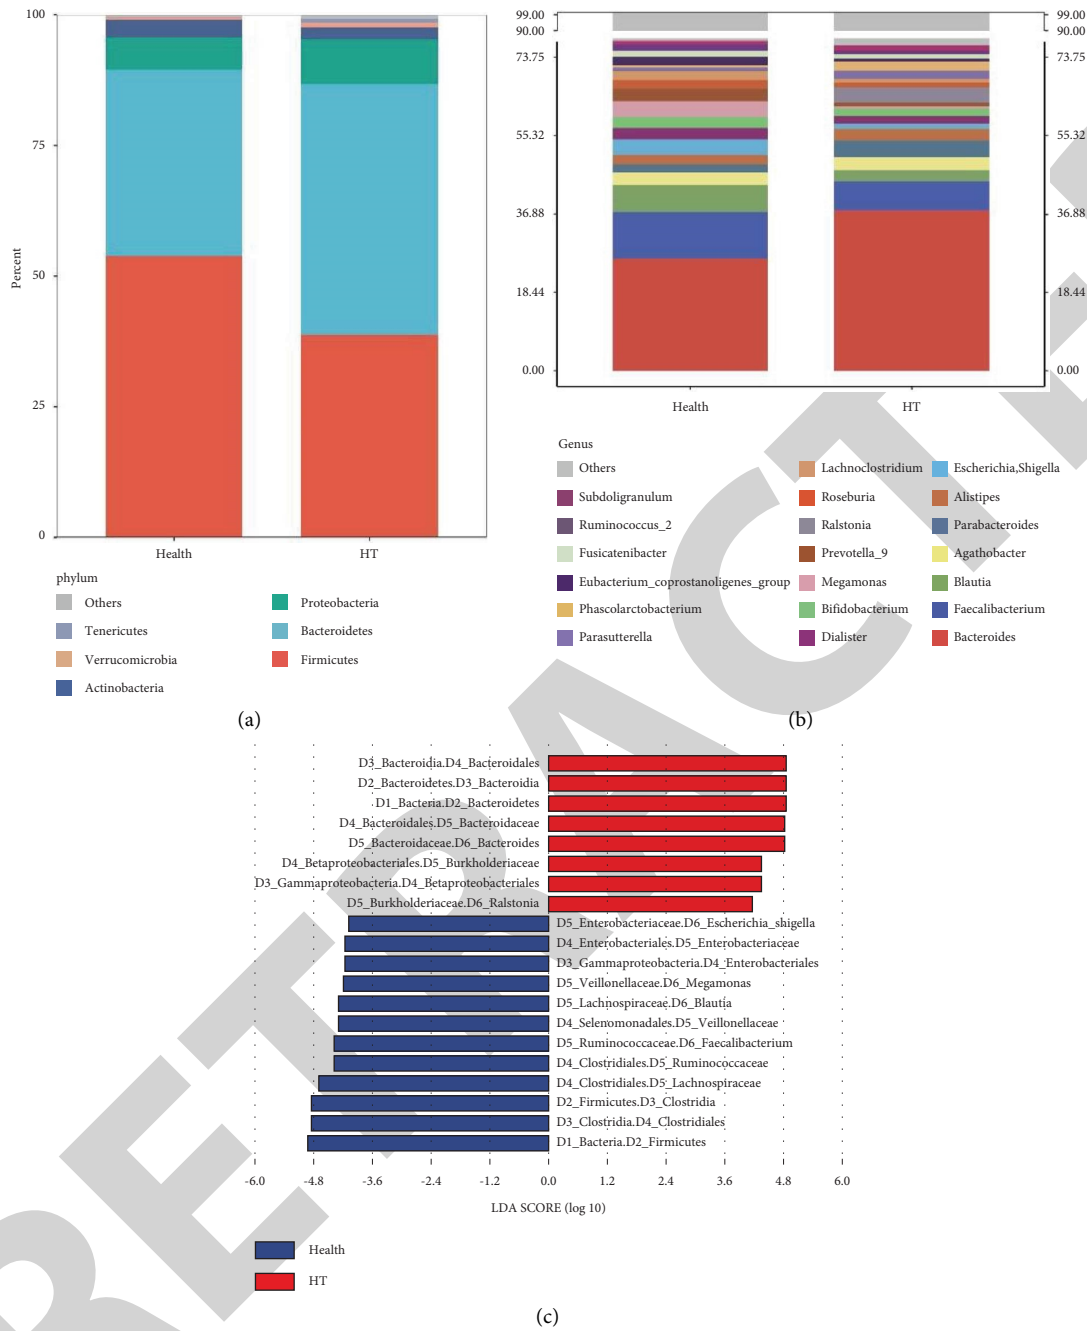 100
75
50
25
0
Percent
Health HT
phylum
Others
Tenericutes
Verrucomicrobia
Actinobacteria
Proteobacteria
Bacteroidetes
Firmicutes
(a)
99.00
90.00
73.75
55.32
36.88
18.44
0.00
99.00
90.00
73.75
55.32
36.88
18.44
0.00
Health HT
Genus
Others
Subdoligranulum
Ruminococcus_2
Fusicatenibacter
Eubacterium_coprostanoligenes_group
Phascolarctobacterium
Parasutterella
Lachnoclostridium
Roseburia
Ralstonia
Prevotella_9
Megamonas
Bifidobacterium
Dialister
Escherichia,Shigella
Alistipes
Parabacteroides
Agathobacter
Blautia
Faecalibacterium
Bacteroides
(b)
D3_Bacteroidia.D4_Bacteroidales
D2_Bacteroidetes.D3_Bacteroidia
D1_Bacteria.D2_Bacteroidetes
D4_Bacteroidales.D5_Bacteroidaceae
D5_Bacteroidaceae.D6_Bacteroides
D4_Betaproteobacteriales.D5_Burkholderiaceae
D3_Gammaproteobacteria.D4_Betaproteobacteriales
D5_Burkholderiaceae.D6_Ralstonia
D5_Enterobacteriaceae.D6_Escherichia_shigella
D4_Enterobacteriales.D5_Enterobacteriaceae
D3_Gammaproteobacteria.D4_Enterobacteriales
D5_Veillonellaceae.D6_Megamonas
D5_Lachnospiraceae.D6_Blautia
D4_Selenomonadales.D5_Veillonellaceae
D5_Ruminococcaceae.D6_Faecalibacterium
D4_Clostridiales.D5_Ruminococcaceae
D4_Clostridiales.D5_Lachnospiraceae
D2_Firmicutes.D3_Clostridia
D3_Clostridia.D4_Clostridiales
D1_Bacteria.D2_Firmicutes
-6.0 -4.8 -3.6 -2.4 -1.2 0.0 1.2 2.4 3.6 4.8 6.0
LDA SCORE (log 10)
Health
HT
(c)
RETRACTE